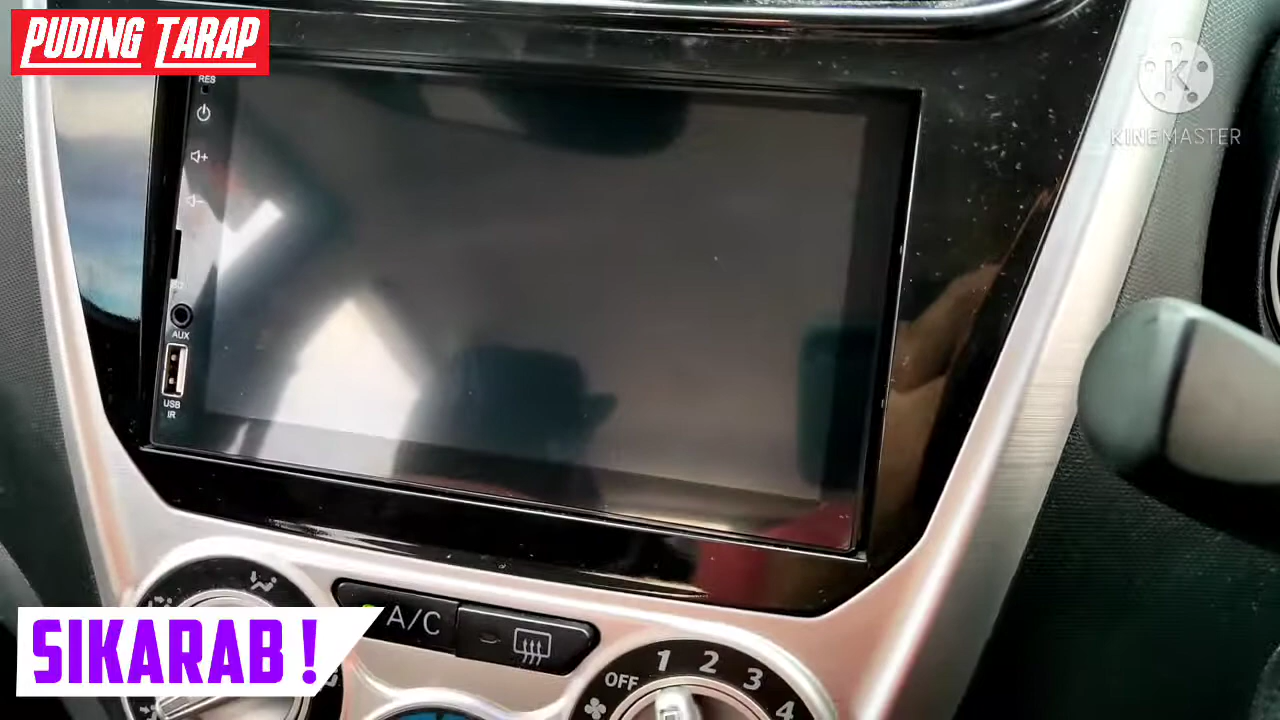 PUDING TARAP
KINEMASTER
K
RES
AUX
USB
IR
A/C
OFF 1 2 3 4
SIKARAB !